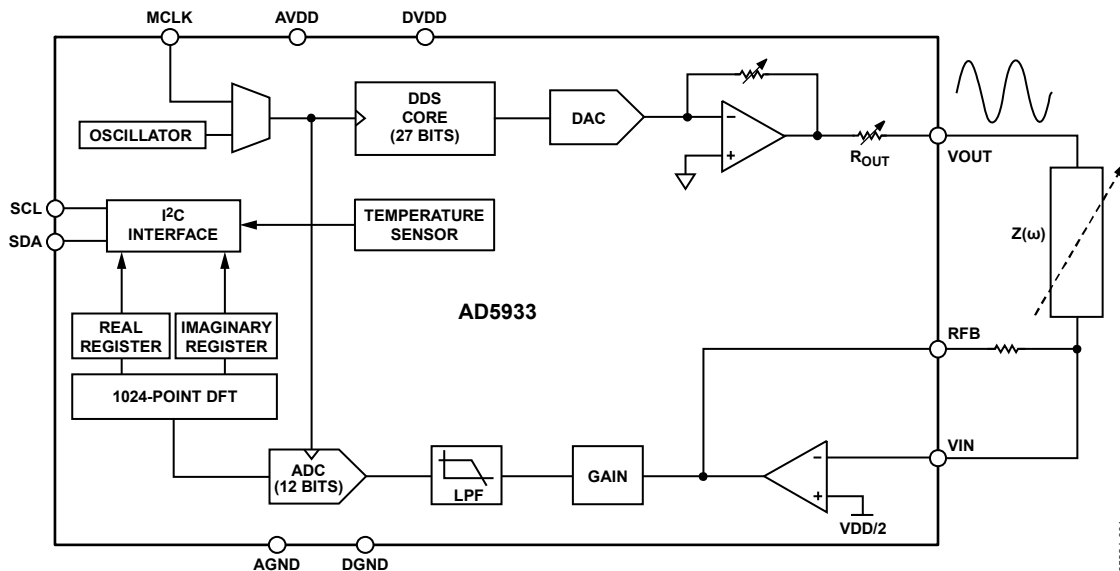 MCLK
AVDD
DVDD
OSCILLATOR
DDS
CORE
(27 BITS)
DAC
−
+
ROUT
VOUT
SCL
SDA
I2C
INTERFACE
TEMPERATURE
SENSOR
Z(ω)
AD5933
REAL
REGISTER
IMAGINARY
REGISTER
RFB
1024-POINT DFT
ADC
(12 BITS)
LPF
GAIN
−
+
VIN
VDD/2
AGND
DGND